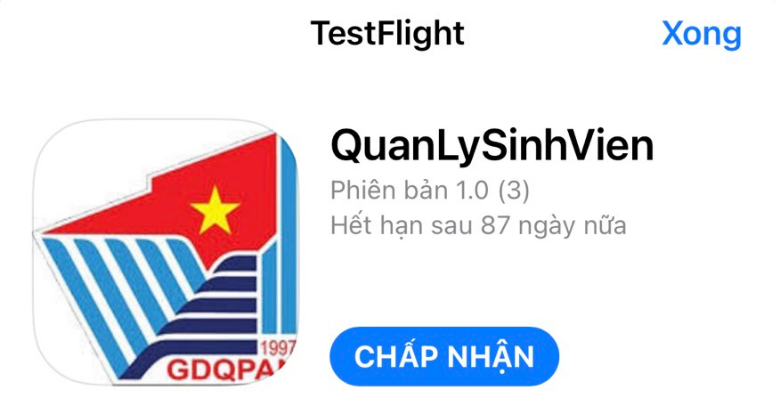 TestFlight
Xong
QuanLySinhVien
Phiên bản 1.0 (3)
Hết hạn sau 87 ngày nữa
1997
GDQPAN
CHẤP NHẬN